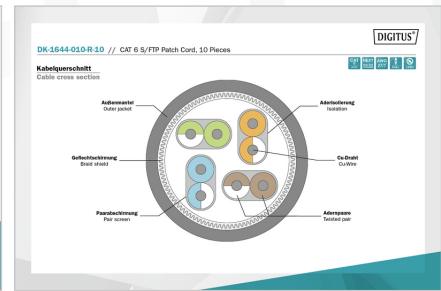 DIGITUS®
DK-1644-010-R-10 // CAT 6 S/FTP Patch Cord, 10 Pieces
Kabelquerschnitt
Cable cross section
Außenmantel
Outer jacket
Aderisolierung
Isolation
Geflechtschirmung
Braid shield
Cu-Draht
Cu-Wire
Paarabschirmung
Pair screen
Adernpaare
Twisted pair